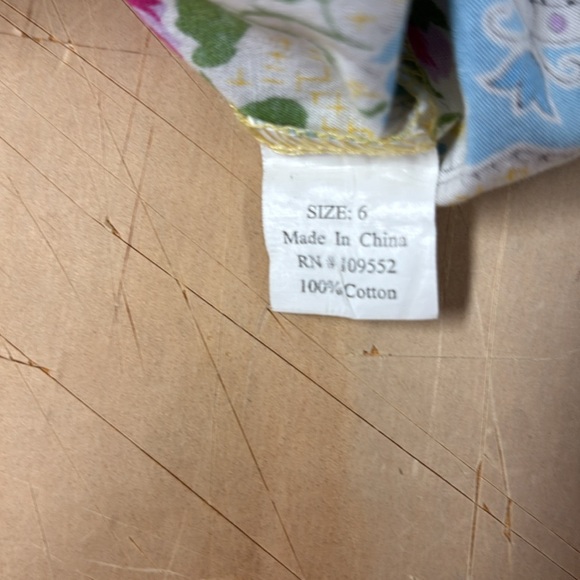 SIZE: 6
Made In China
RN # 109552
100% Cotton